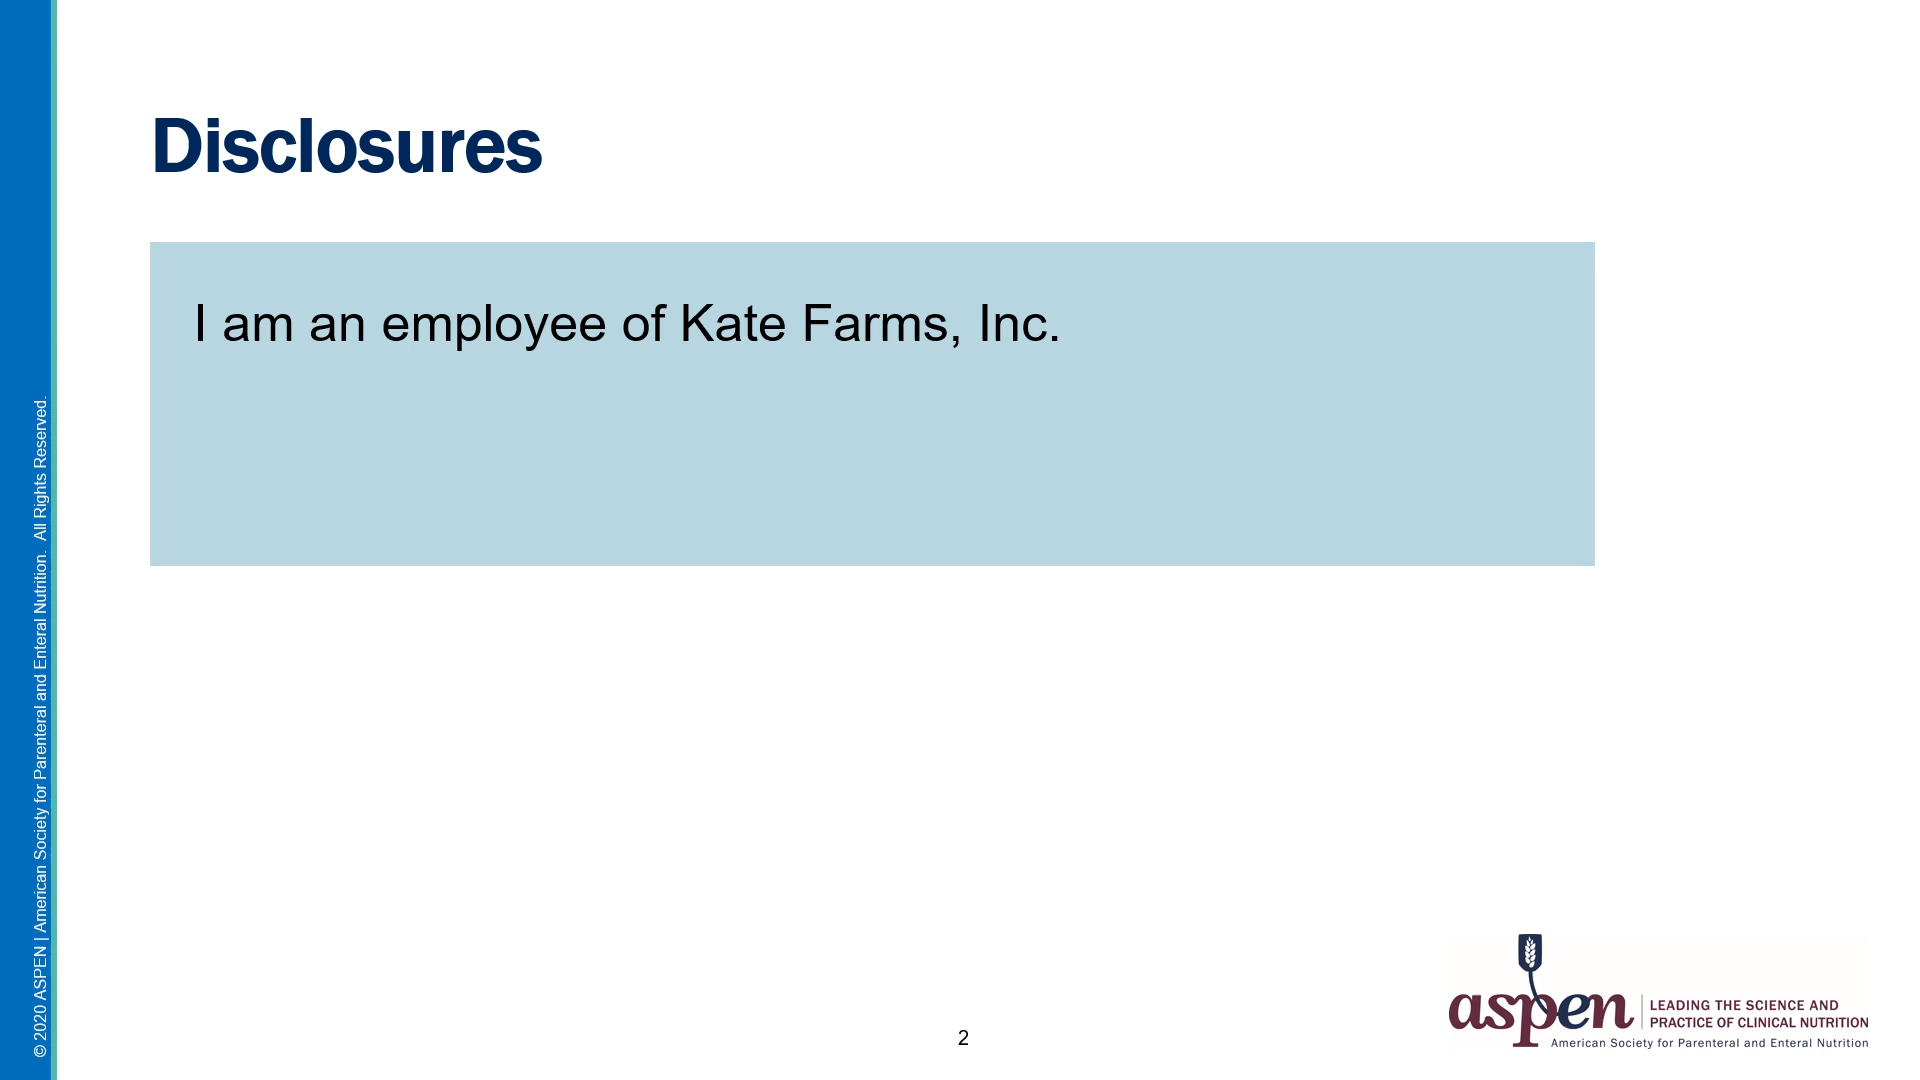 Disclosures
I am an employee of Kate Farms, Inc.
© 2020 ASPEN | American Society for Parenteral and Enteral Nutrition. All Rights Reserved.
2
aspen
LEADING THE SCIENCE AND
PRACTICE OF CLINICAL NUTRITION
American Society for Parenteral and Enteral Nutrition